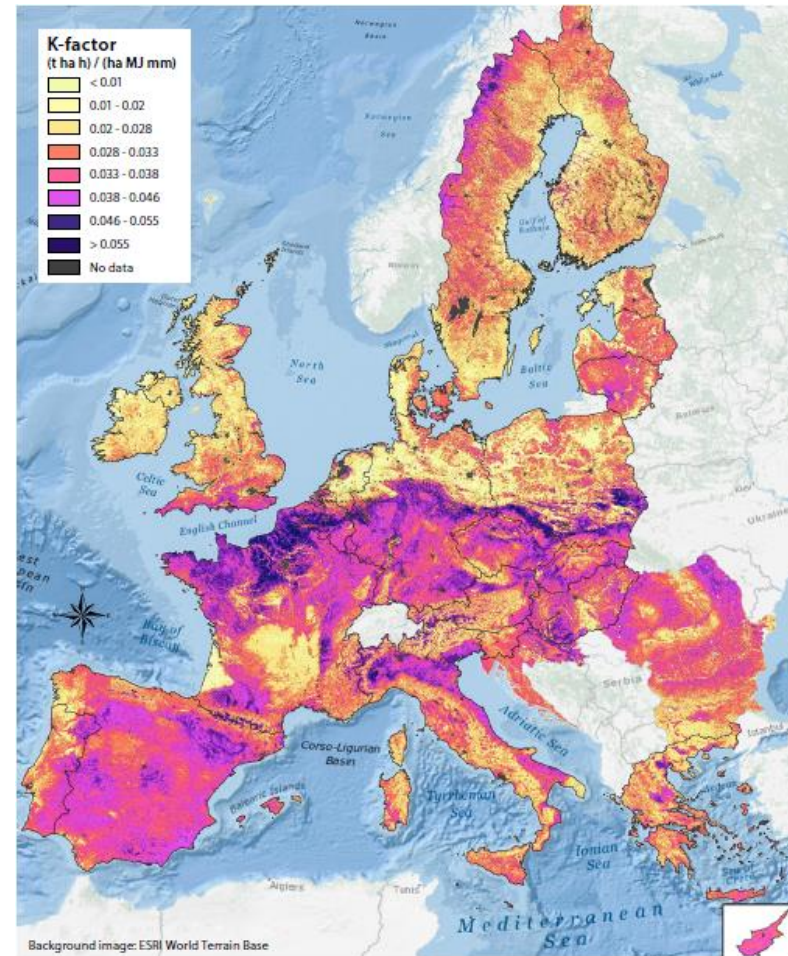 K-factor
(t ha h) / (ha MJ mm)
< 0.01
0.01 - 0.02
0.02 - 0.028
0.028 - 0.033
0.033 - 0.038
0.038 - 0.046
0.046 - 0.055
> 0.055
No data
Norwegian
Basin
White Sea
Norwegian
Sea
Gulf of
Bothnia
North
Sea
Baltic
Sea
Celtic
Sea
English Channel
Ukraine
Bay of
Biscay
Serbia
Adriatic Sea
Istanbul
Corso-Ligurian
Basin
Balearic Islands
Tyrrhenian
Sea
Ionian
Sea
Algiers
Tunis
Mediterranean
Sea
Background image: ESRI World Terrain Base